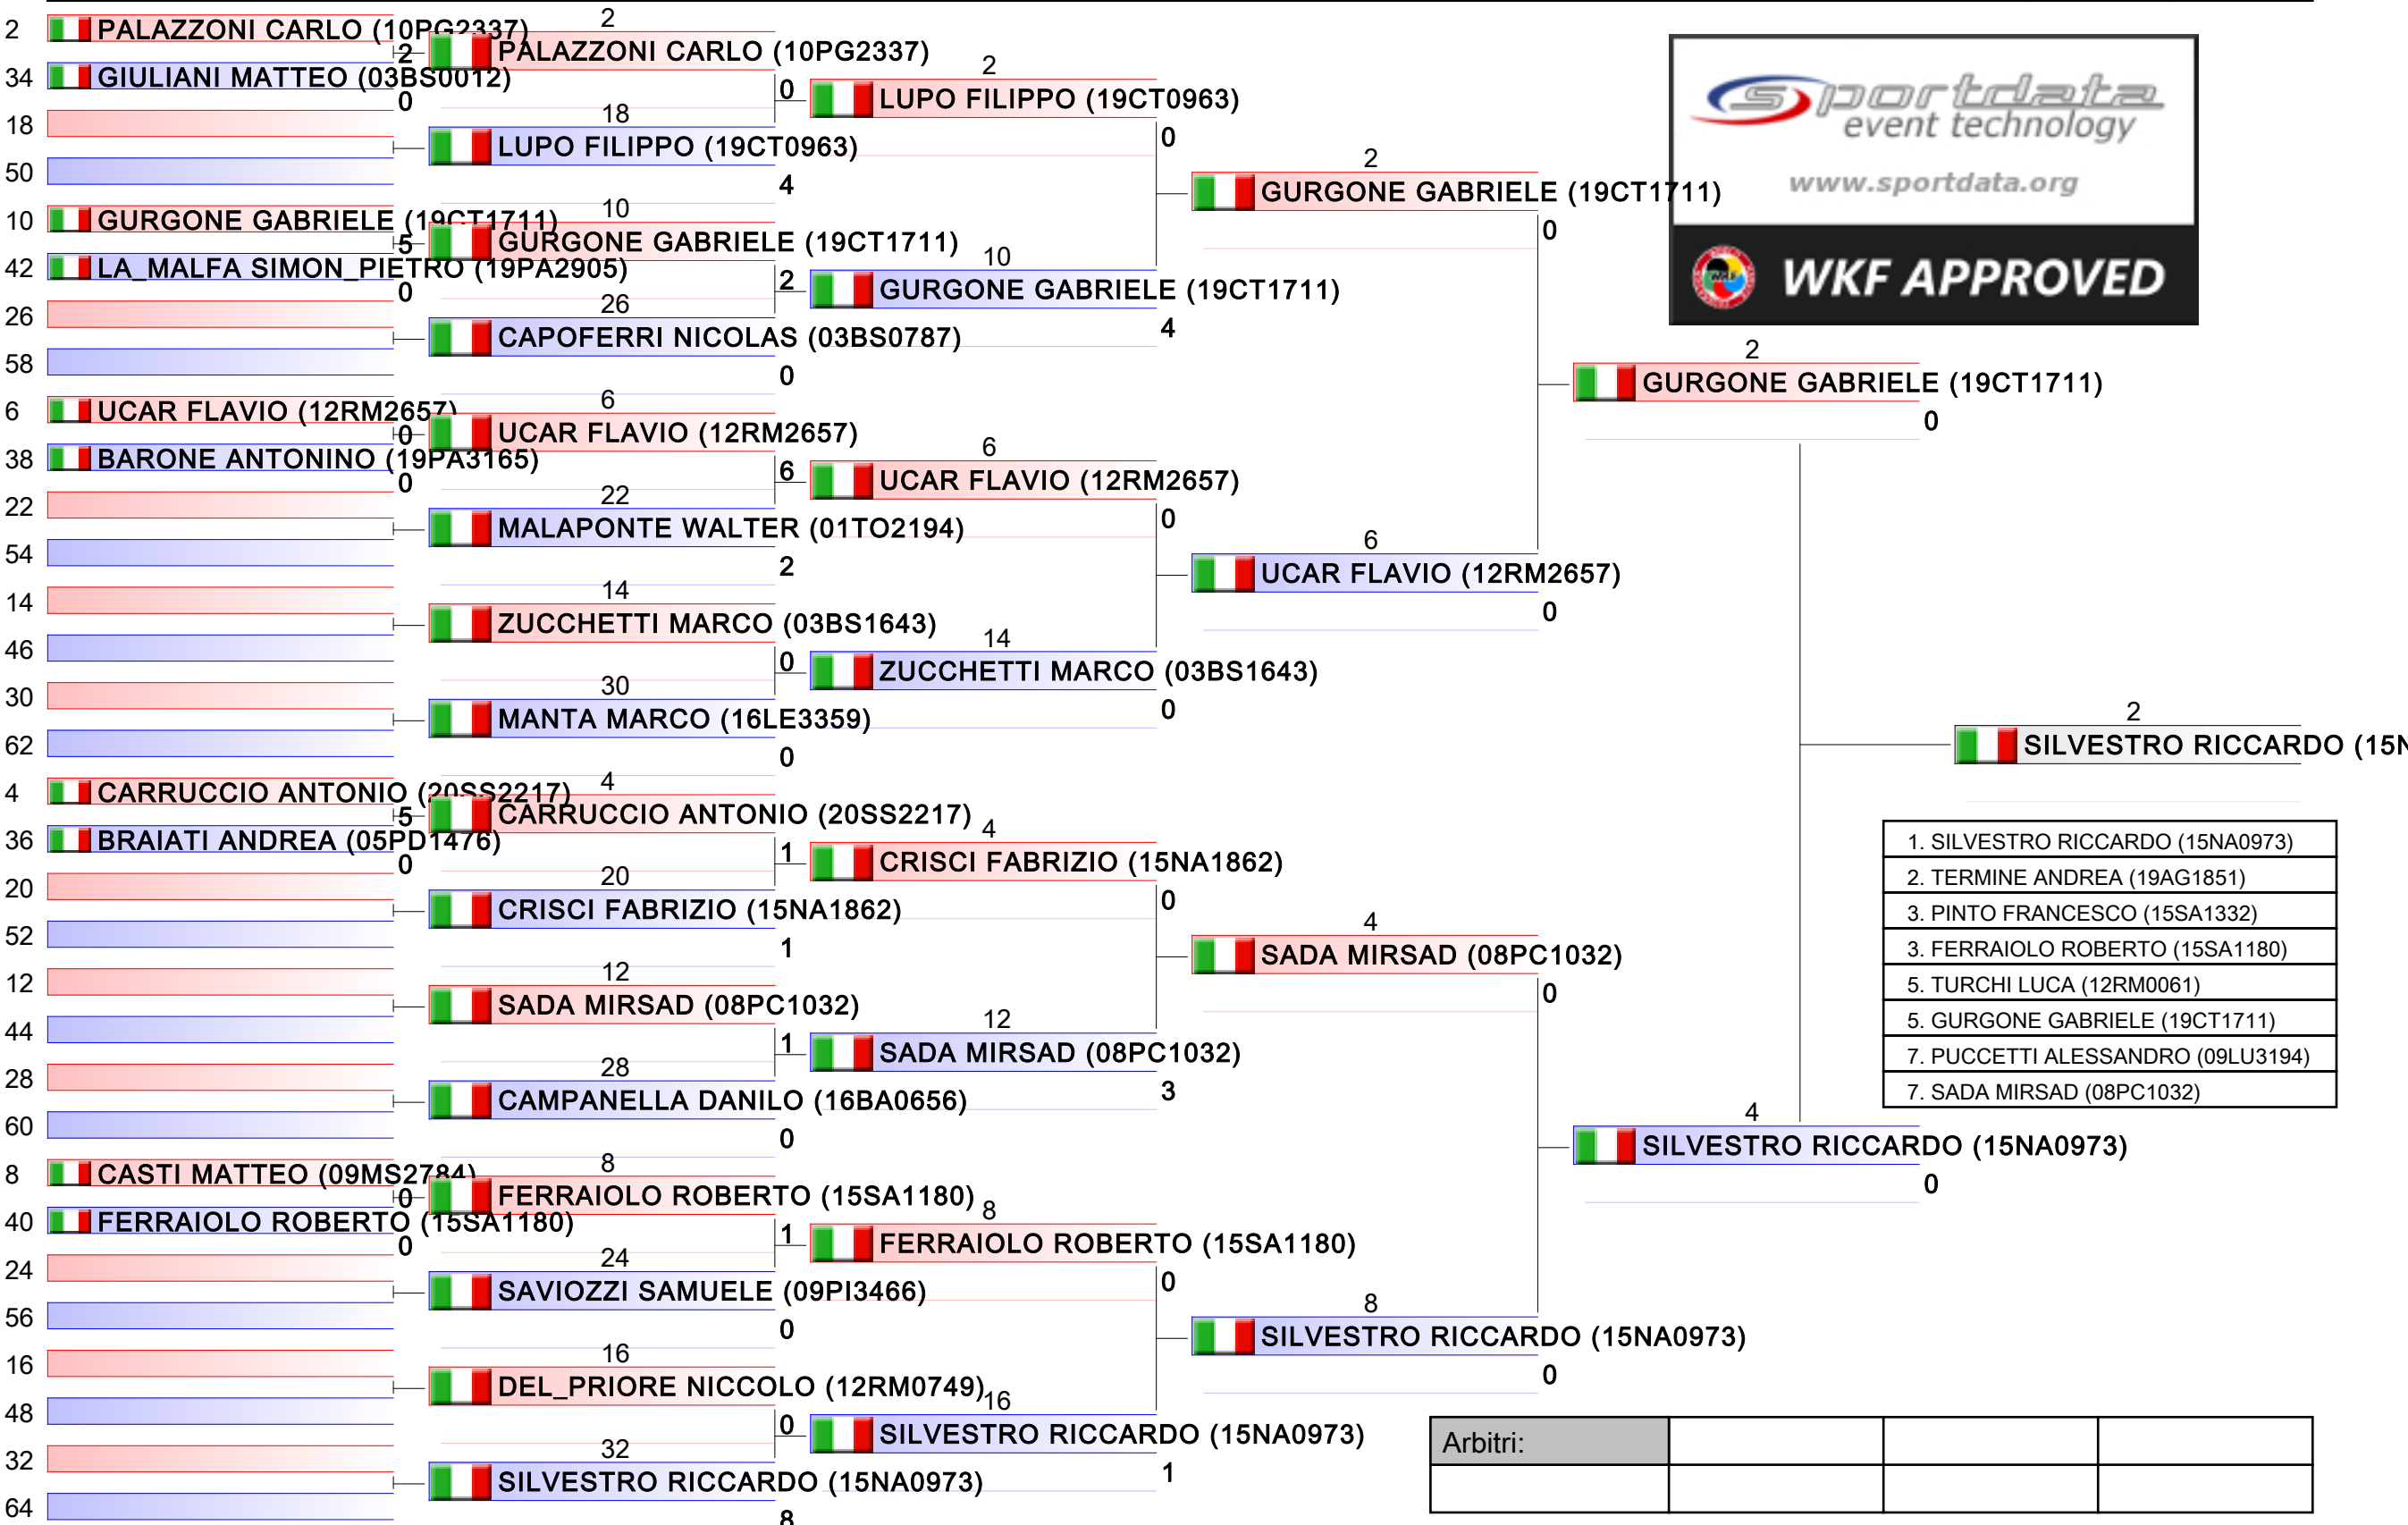 2 PALAZZONI CARLO (10PG2337)
2
34 GIULIANI MATTEO (03BS0012)
0
18
50
10 GURGONE GABRIELE (19CT1711)
5
42 LA_MALFA SIMON_PIETRO (19PA2905)
0
26
58
6 UCAR FLAVIO (12RM2657)
0
38 BARONE ANTONINO (19PA3165)
0
22
54
14
46
30
62
4 CARRUCCIO ANTONIO (20SS2217)
5
36 BRAIATI ANDREA (05PD1476)
0
20
52
12
44
28
60
8 CASTI MATTEO (09MS2784)
0
40 FERRAIOLO ROBERTO (15SA1180)
0
24
56
16
48
32
64
2
PALAZZONI CARLO (10PG2337)
0
18
LUPO FILIPPO (19CT0963)
4
10
GURGONE GABRIELE (19CT1711)
2
26
CAPOFERRI NICOLAS (03BS0787)
0
6
UCAR FLAVIO (12RM2657)
6
22
MALAPONTE WALTER (01TO2194)
2
14
ZUCCHETTI MARCO (03BS1643)
0
30
MANTA MARCO (16LE3359)
0
4
CARRUCCIO ANTONIO (20SS2217)
1
20
CRISCI FABRIZIO (15NA1862)
1
12
SADA MIRSAD (08PC1032)
1
28
CAMPANELLA DANILO (16BA0656)
0
8
FERRAIOLO ROBERTO (15SA1180)
1
24
SAVIOZZI SAMUELE (09PI3466)
0
16
DEL_PRIORE NICCOLO (12RM0749)
0
32
SILVESTRO RICCARDO (15NA0973)
8
2
LUPO FILIPPO (19CT0963)
0
10
GURGONE GABRIELE (19CT1711)
4
6
UCAR FLAVIO (12RM2657)
0
14
ZUCCHETTI MARCO (03BS1643)
0
4
CRISCI FABRIZIO (15NA1862)
0
12
SADA MIRSAD (08PC1032)
3
8
FERRAIOLO ROBERTO (15SA1180)
0
16
SILVESTRO RICCARDO (15NA0973)
1
2
GURGONE GABRIELE (19CT1711)
0
6
UCAR FLAVIO (12RM2657)
0
4
SADA MIRSAD (08PC1032)
0
8
SILVESTRO RICCARDO (15NA0973)
0
2
GURGONE GABRIELE (19CT1711)
0
4
SILVESTRO RICCARDO (15NA0973)
0
2
SILVESTRO RICCARDO (15N
sportdata
event technology
www.sportdata.org
WKF
WKF APPROVED
1. SILVESTRO RICCARDO (15NA0973)
2. TERMINE ANDREA (19AG1851)
3. PINTO FRANCESCO (15SA1332)
3. FERRAIOLO ROBERTO (15SA1180)
5. TURCHI LUCA (12RM0061)
5. GURGONE GABRIELE (19CT1711)
7. PUCCETTI ALESSANDRO (09LU3194)
7. SADA MIRSAD (08PC1032)
Arbitri: